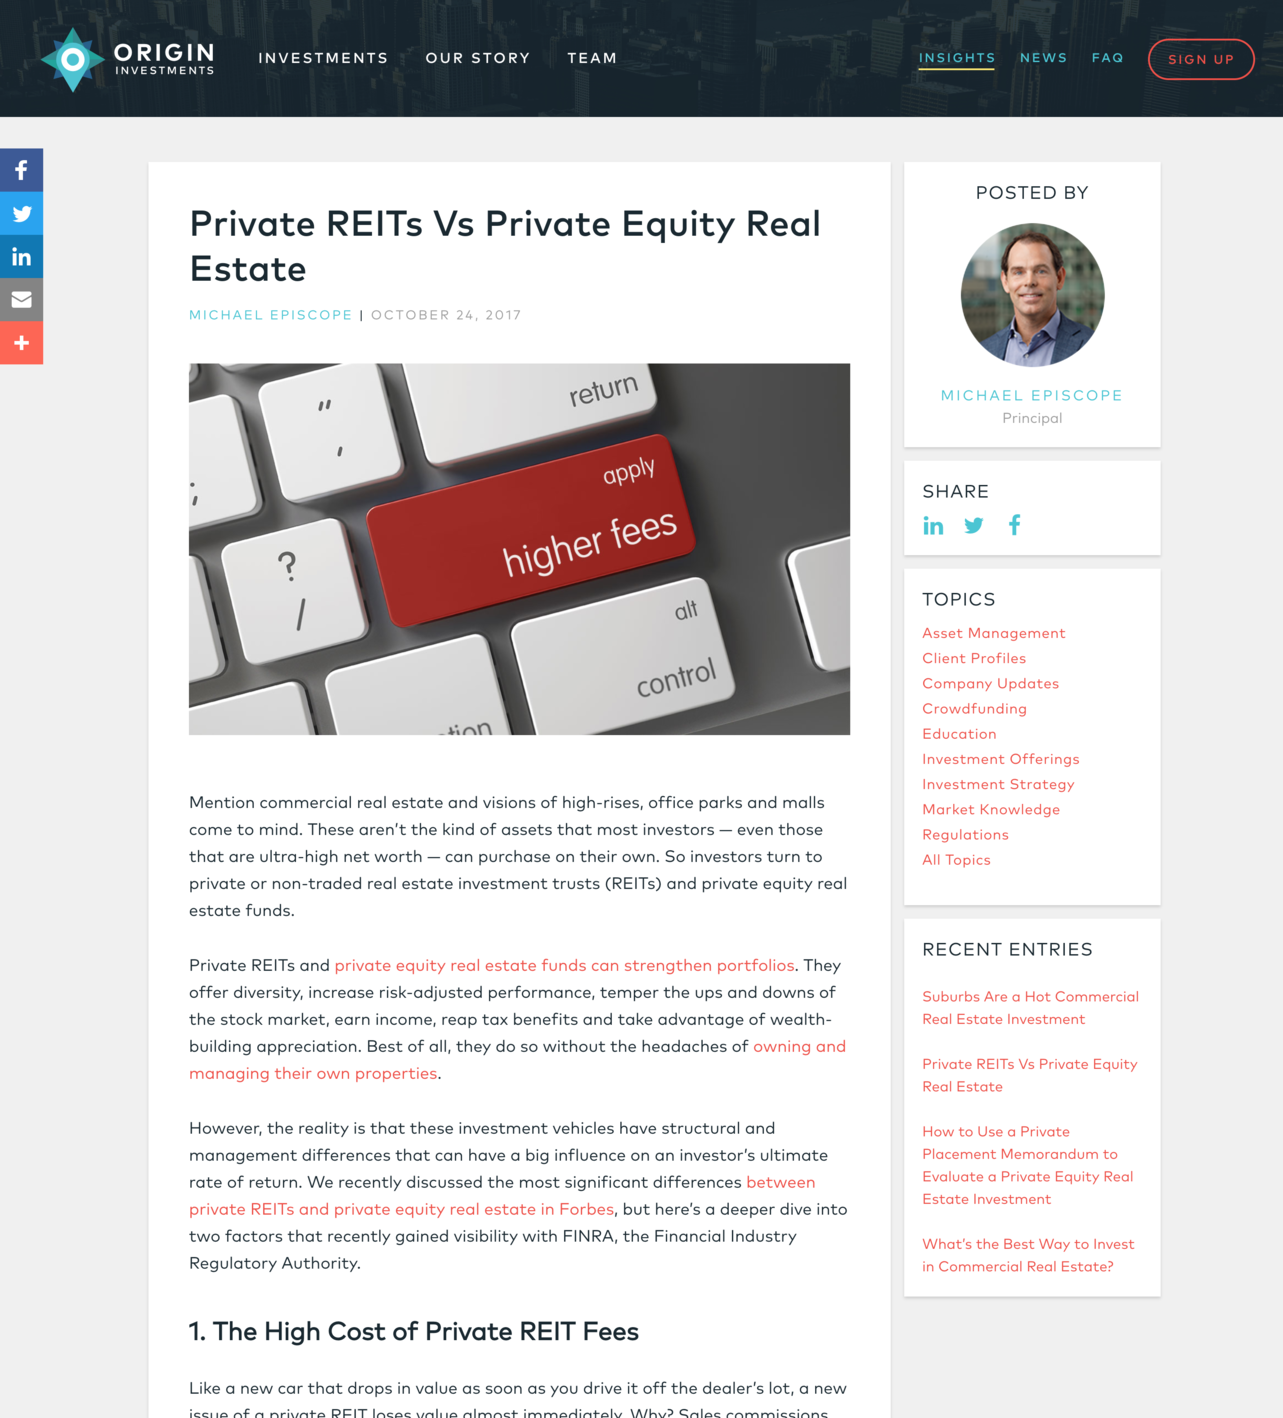 ORIGIN
INVESTMENTS
INVESTMENTS
OUR STORY
TEAM
INSIGHTS
NEWS
FAQ
SIGN UP
Private REITs Vs Private Equity Real
Estate
MICHAEL EPISCOPE | OCTOBER 24, 2017
return
"
,
;
apply
higher fees
?
/
alt
control
tion
Mention commercial real estate and visions of high-rises, office parks and malls
come to mind. These aren’t the kind of assets that most investors — even those
that are ultra-high net worth — can purchase on their own. So investors turn to
private or non-traded real estate investment trusts (REITs) and private equity real
estate funds.
Private REITs and private equity real estate funds can strengthen portfolios. They
offer diversity, increase risk-adjusted performance, temper the ups and downs of
the stock market, earn income, reap tax benefits and take advantage of wealth-
building appreciation. Best of all, they do so without the headaches of owning and
managing their own properties.
However, the reality is that these investment vehicles have structural and
management differences that can have a big influence on an investor’s ultimate
rate of return. We recently discussed the most significant differences between
private REITs and private equity real estate in Forbes, but here’s a deeper dive into
two factors that recently gained visibility with FINRA, the Financial Industry
Regulatory Authority.
1. The High Cost of Private REIT Fees
Like a new car that drops in value as soon as you drive it off the dealer’s lot, a new
issue of a private REIT loses value almost immediately. Why? Sales commissions,
POSTED BY
MICHAEL EPISCOPE
Principal
SHARE
TOPICS
Asset Management
Client Profiles
Company Updates
Crowdfunding
Education
Investment Offerings
Investment Strategy
Market Knowledge
Regulations
All Topics
RECENT ENTRIES
Suburbs Are a Hot Commercial
Real Estate Investment
Private REITs Vs Private Equity
Real Estate
How to Use a Private
Placement Memorandum to
Evaluate a Private Equity Real
Estate Investment
What’s the Best Way to Invest
in Commercial Real Estate?